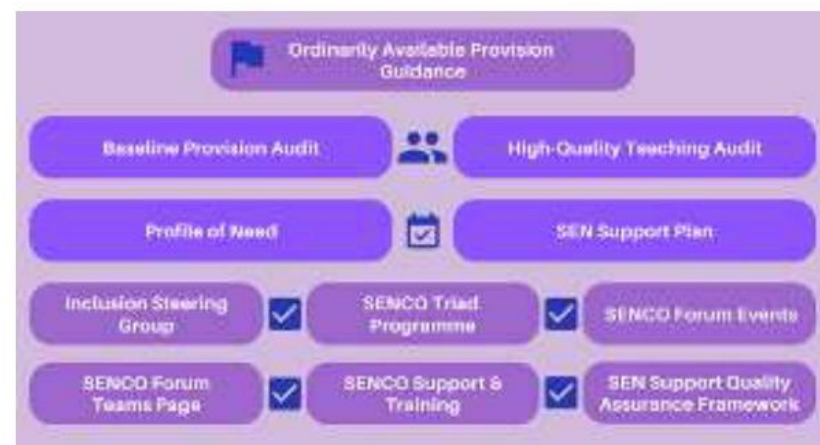 Ordinarily Available Provision
Guidance
Baseline Provision Audit
High-Quality Teaching Audit
Profile of Need
SEN Support Plan
Inclusion Steering
Group
SENCO Triad
Programme
SENCO Forum Events
SENCO Forum
Teams Page
SENCO Support &
Training
SEN Support Quality
Assurance Framework